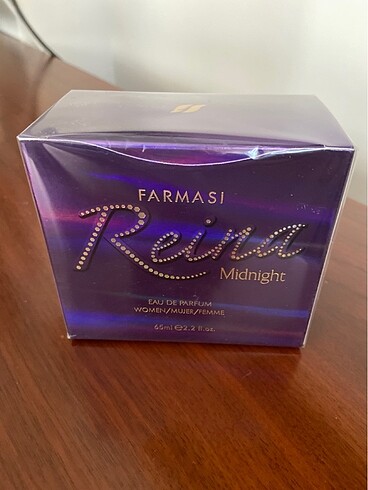 FARMASI
Reina
Midnight
EAU DE PARFUM
WOMEN/MUJER/FEMME
65ml ℮2.2 fl.oz.